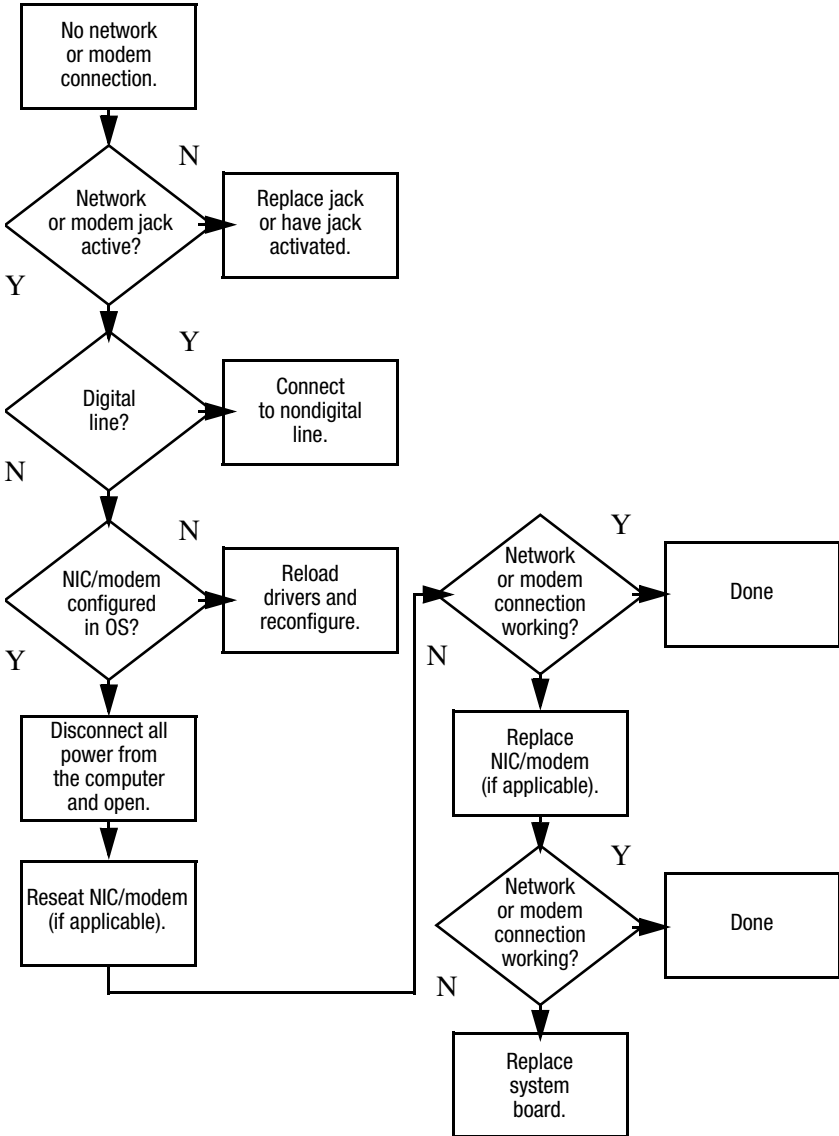 No network
or modem
connection.
N
Network
or modem jack
active?
Replace jack
or have jack
activated.
Y
Y
Digital
line?
Connect
to nondigital
line.
N
N
NIC/modem
configured
in OS?
Reload
drivers and
reconfigure.
Y
Disconnect all
power from
the computer
and open.
Reseat NIC/modem
(if applicable).
Y
Network
or modem
connection
working?
Done
N
Replace
NIC/modem
(if applicable).
Y
Network
or modem
connection
working?
Done
N
Replace
system
board.